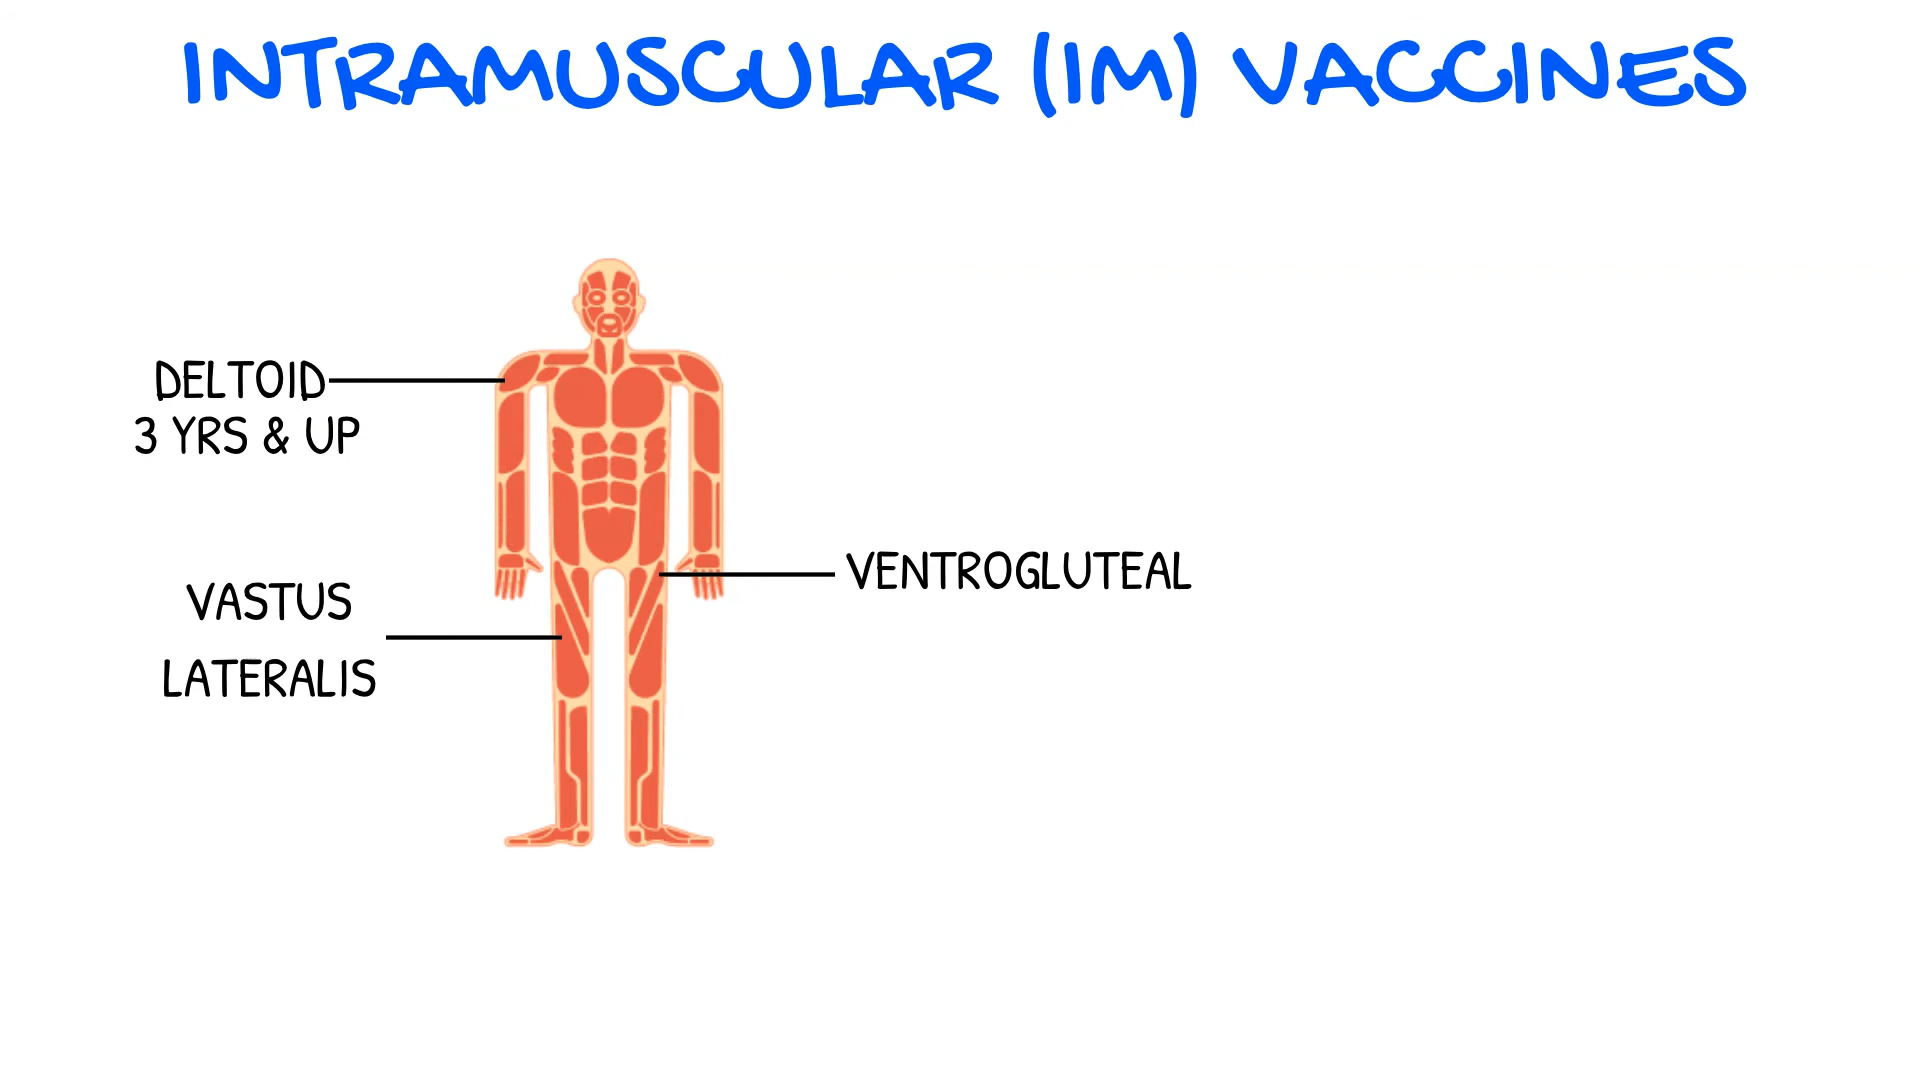 INTRAMUSCULAR (IM) VACCINES
DELTOID
3 YRS & UP
VASTUS
LATERALIS
VENTROGLUTEAL